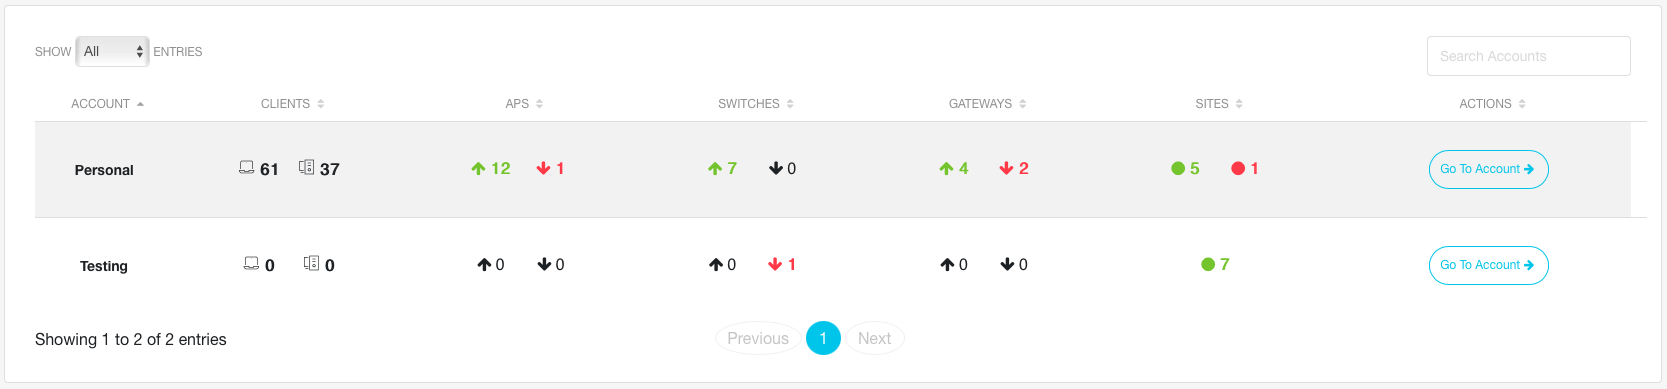 SHOW All ENTRIES
Search Accounts
ACCOUNT CLIENTS APS SWITCHES GATEWAYS SITES ACTIONS
Personal 61 37 12 1 7 0 4 2 5 1 Go To Account
Testing 0 0 0 0 0 1 0 0 7 Go To Account
Showing 1 to 2 of 2 entries Previous 1 Next